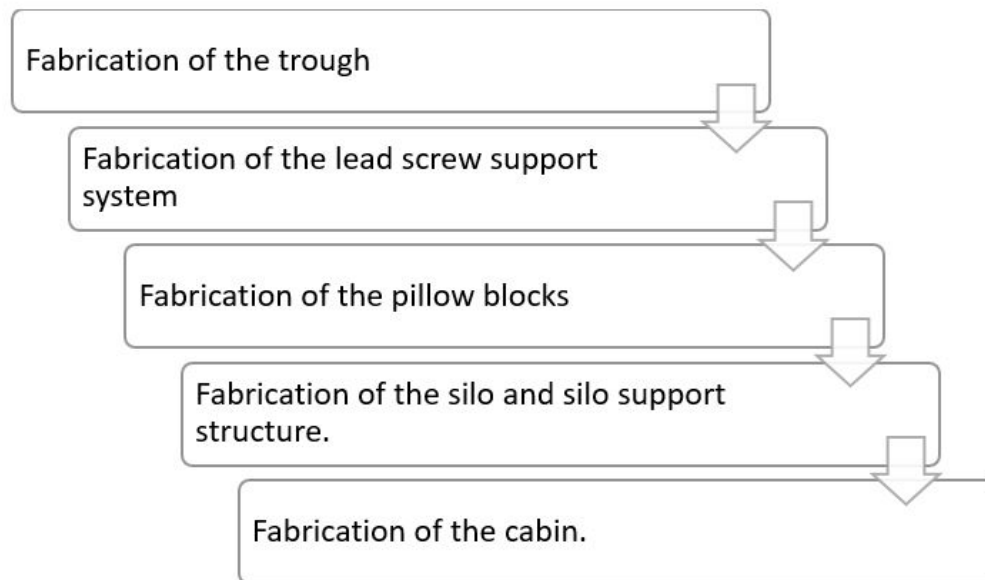 Fabrication of the trough
Fabrication of the lead screw support
system
Fabrication of the pillow blocks
Fabrication of the silo and silo support
structure.
Fabrication of the cabin.